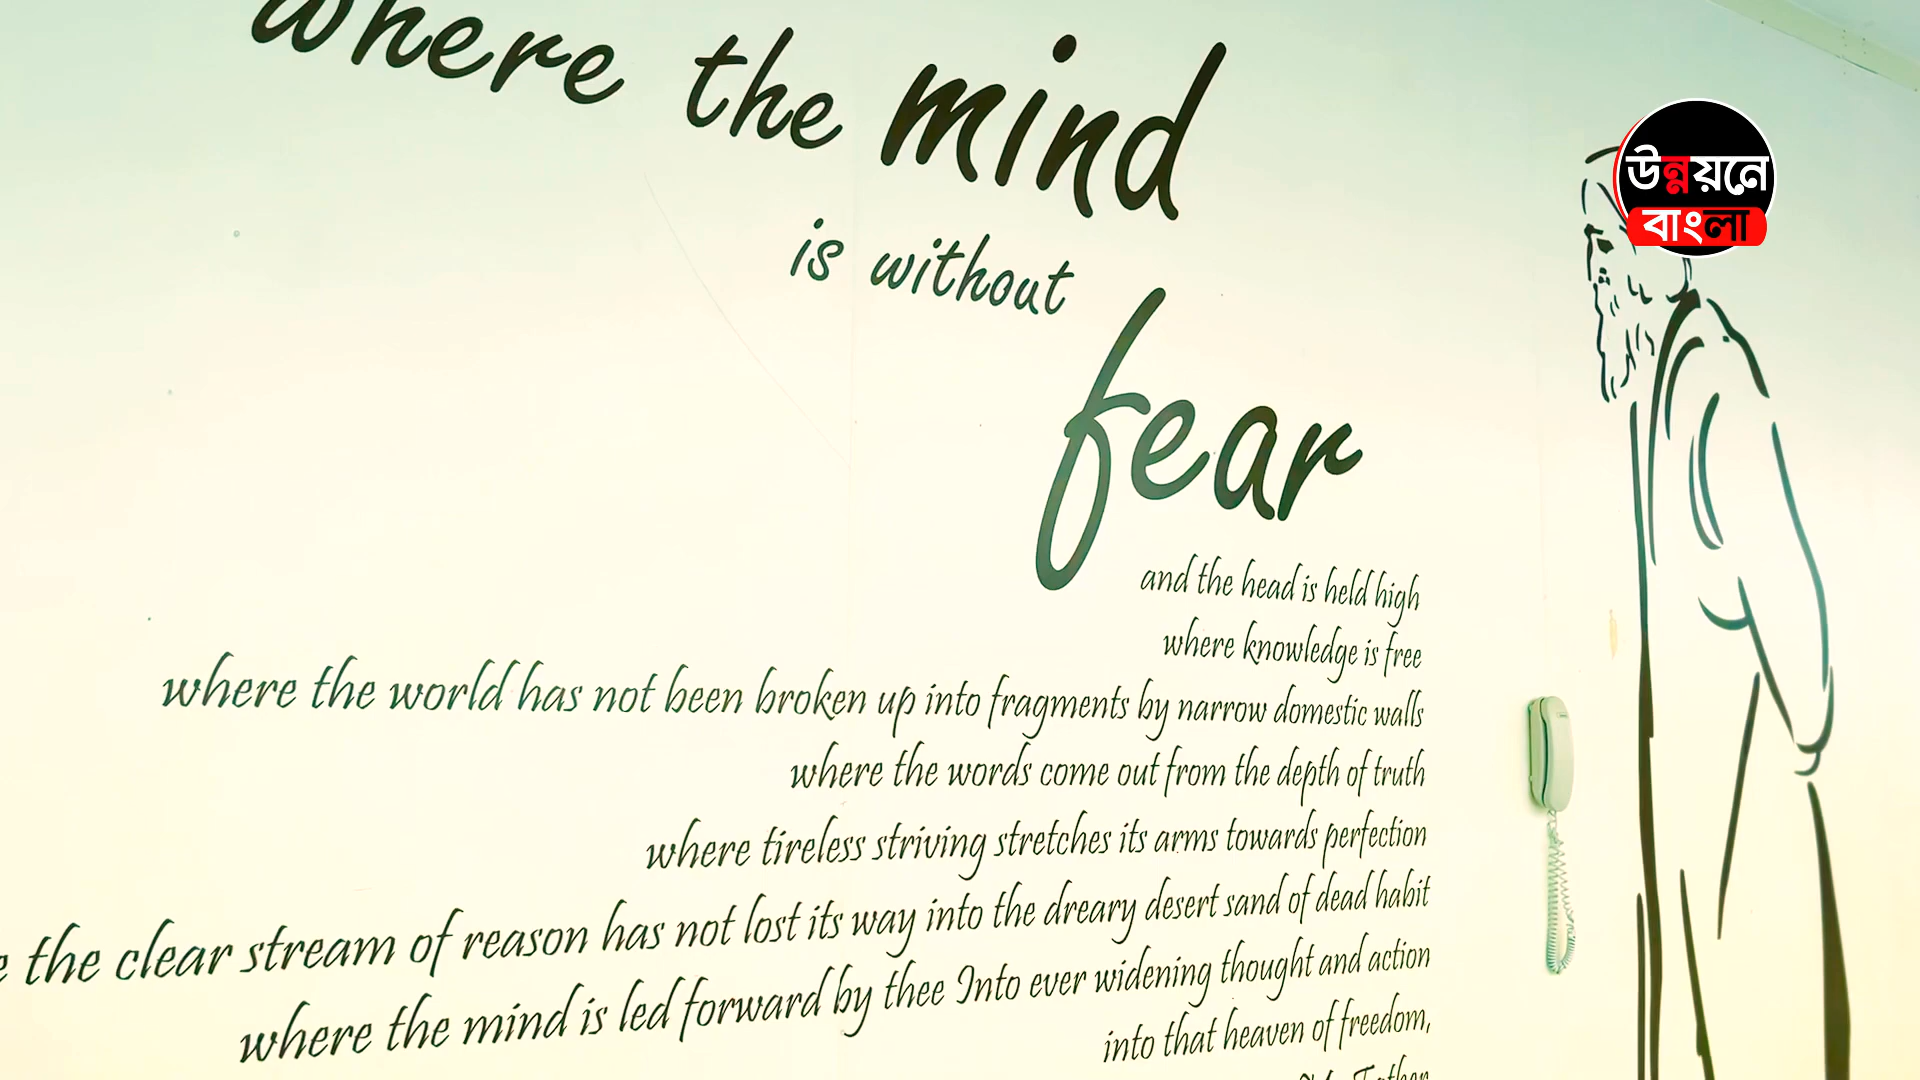 where the mind
is without
fear
and the head is held high
where knowledge is free
where the world has not been broken up into fragments by narrow domestic walls
where the words come out from the depth of truth
where tireless striving stretches its arms towards perfection
the clear stream of reason has not lost its way into the dreary desert sand of dead habit
where the mind is led forward by thee Into ever widening thought and action
into that heaven of freedom,
উন্নয়নে
বাংলা